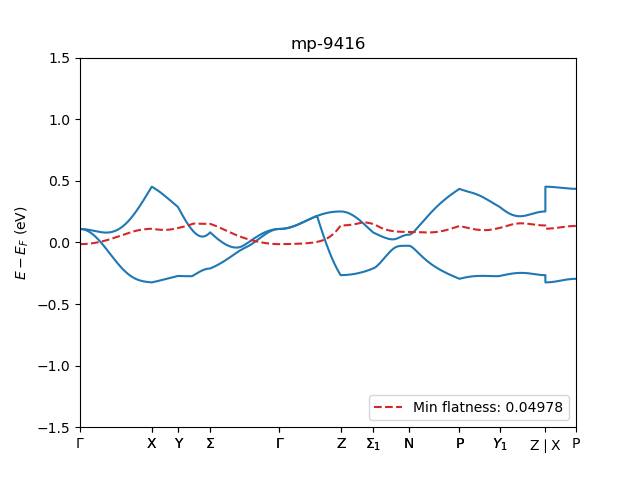 mp-9416
E − E_F (eV)
1.5
1.0
0.5
0.0
−0.5
−1.0
−1.5
Min flatness: 0.04978
Γ X Y Σ Γ Z Σ₁ N P Y₁ Z | X P